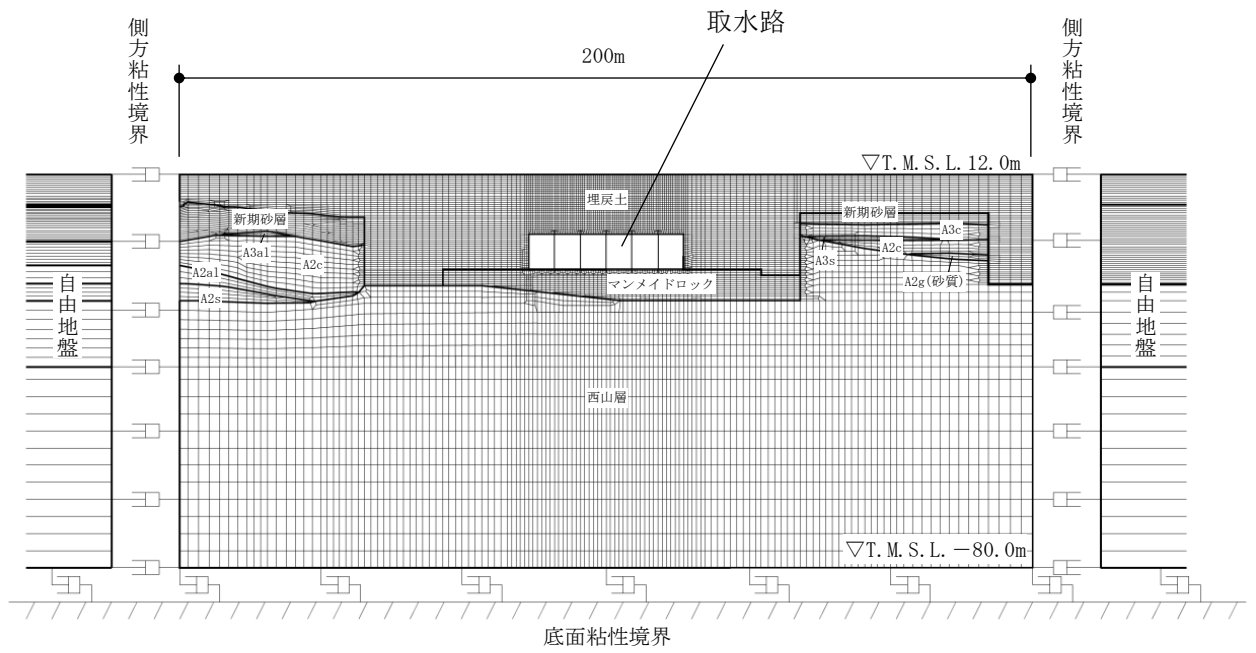 取水路
側方粘性境界
200m
側方粘性境界
▽T.M.S.L.12.0m
埋戻土
新期砂層
新期砂層
A3c
A3al
A2c
A3s
A2c
A2al
A2g(砂質)
A2s
マンメイドロック
自由地盤
自由地盤
西山層
▽T.M.S.L.-80.0m
底面粘性境界